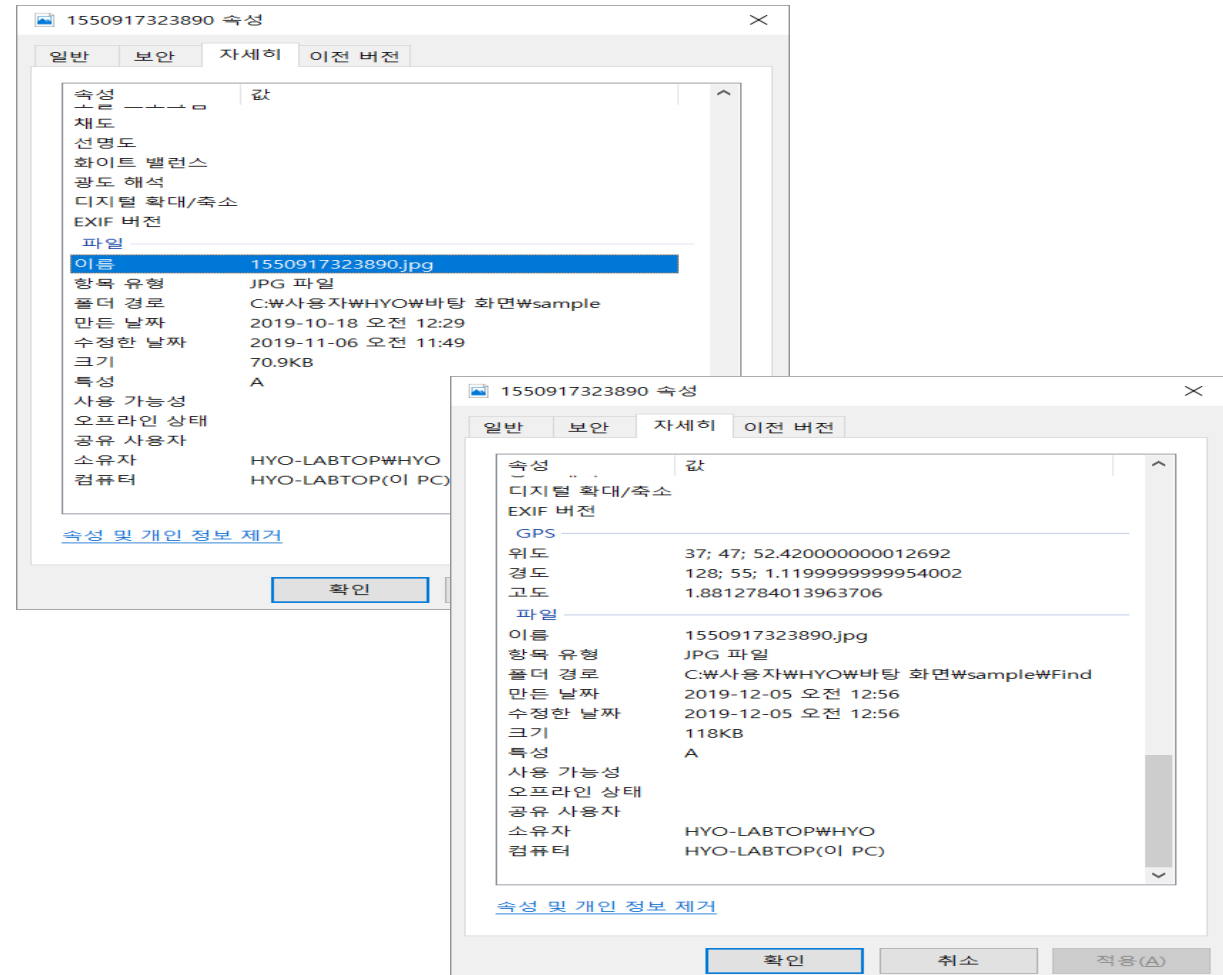 1550917323890 속성
일반 보안 자세히 이전 버전
속성 값
채도
선명도
화이트 밸런스
광도 해석
디지털 확대/축소
EXIF 버전
파일
이름 1550917323890.jpg
항목 유형 JPG 파일
폴더 경로 C:₩사용자₩HYO₩바탕 화면₩sample
만든 날짜 2019-10-18 오전 12:29
수정한 날짜 2019-11-06 오전 11:49
크기 70.9KB
특성 A
사용 가능성
오프라인 상태
공유 사용자
소유자 HYO-LABTOP₩HYO
컴퓨터 HYO-LABTOP(이 PC)
속성 및 개인 정보 제거
확인
1550917323890 속성
일반 보안 자세히 이전 버전
속성 값
디지털 확대/축소
EXIF 버전
GPS
위도 37; 47; 52.420000000012692
경도 128; 55; 1.1199999999954002
고도 1.8812784013963706
파일
이름 1550917323890.jpg
항목 유형 JPG 파일
폴더 경로 C:₩사용자₩HYO₩바탕 화면₩sample₩Find
만든 날짜 2019-12-05 오전 12:56
수정한 날짜 2019-12-05 오전 12:56
크기 118KB
특성 A
사용 가능성
오프라인 상태
공유 사용자
소유자 HYO-LABTOP₩HYO
컴퓨터 HYO-LABTOP(이 PC)
속성 및 개인 정보 제거
확인 취소 적용(A)